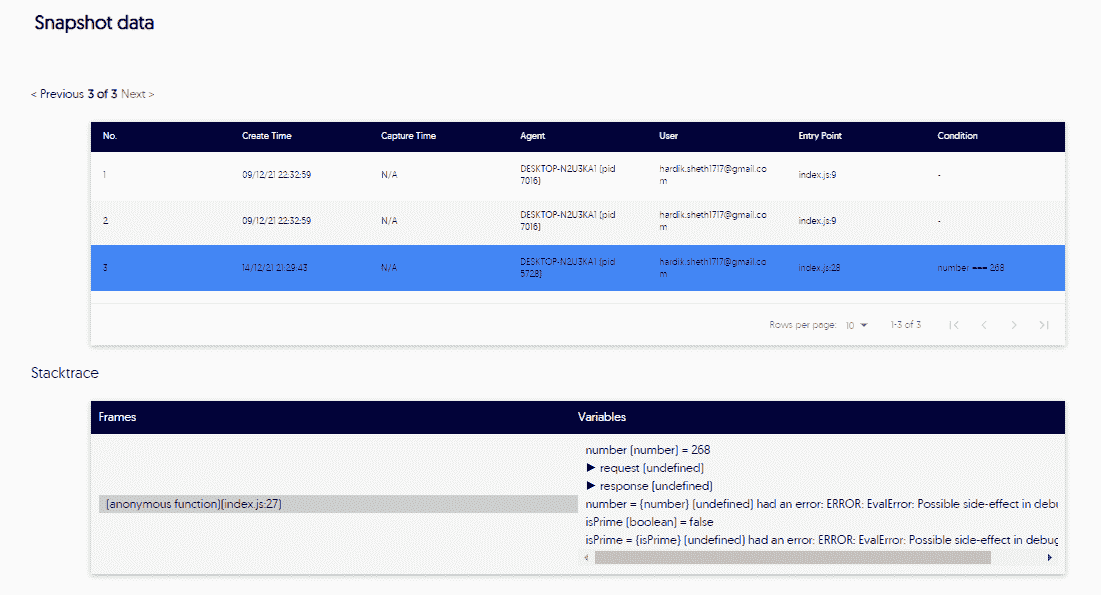 Snapshot data
< Previous 3 of 3 Next >
No. Create Time Capture Time Agent User Entry Point Condition
1 09/12/21 22:32:59 N/A DESKTOP-N2U3KA1 (pid 7016) hardik.sheth1717@gmail.com index.js:9 -
2 09/12/21 22:32:59 N/A DESKTOP-N2U3KA1 (pid 7016) hardik.sheth1717@gmail.com index.js:9 -
3 14/12/21 21:29:43 N/A DESKTOP-N2U3KA1 (pid 5728) hardik.sheth1717@gmail.com index.js:28 number === 268
Rows per page: 10 1-3 of 3
Stacktrace
Frames Variables
number (number) = 268
request (undefined)
response (undefined)
(anonymous function)(index.js:27) number = {number} (undefined) had an error: ERROR: EvalError: Possible side-effect in debu
isPrime (boolean) = false
isPrime = {isPrime} (undefined) had an error: ERROR: EvalError: Possible side-effect in debug